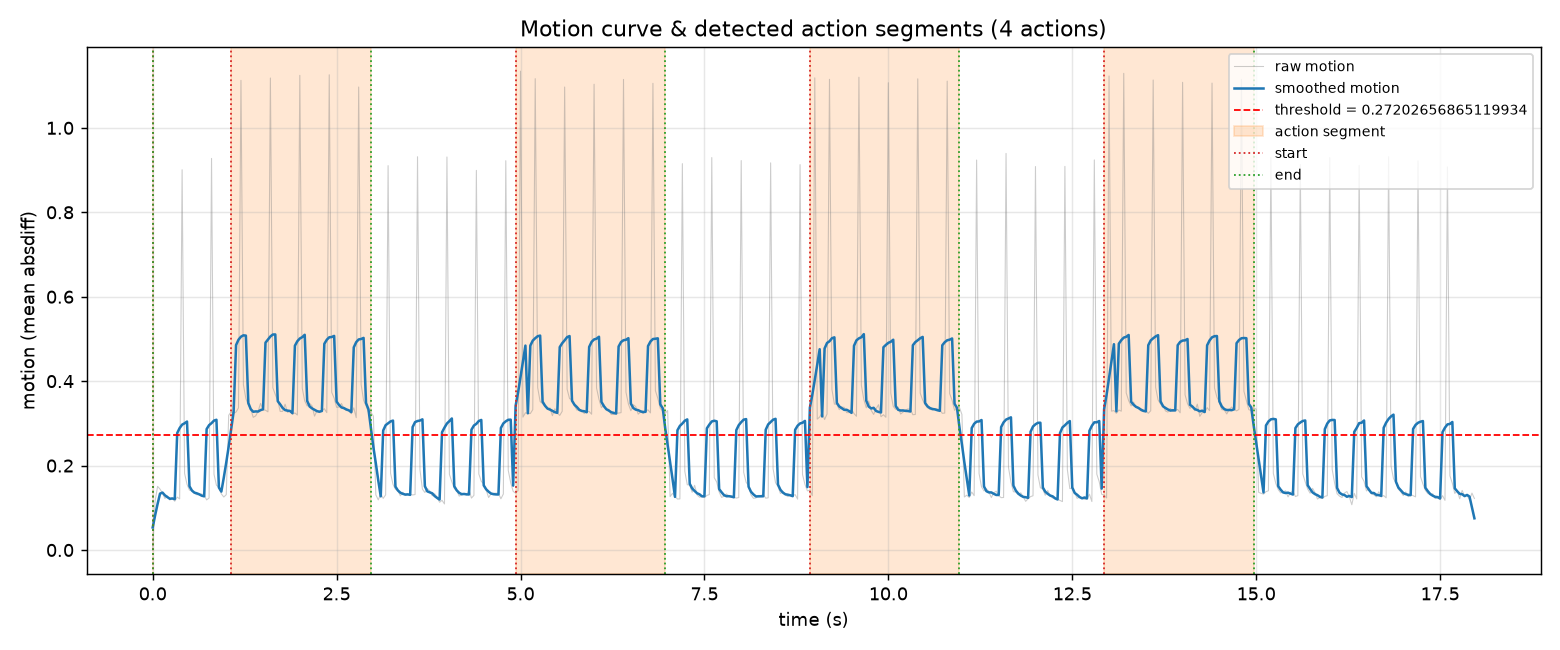 Motion curve & detected action segments (4 actions)
raw motion
smoothed motion
threshold = 0.27202656865119934
action segment
start
end
motion (mean absdiff)
1.0
0.8
0.6
0.4
0.2
0.0
0.0 2.5 5.0 7.5 10.0 12.5 15.0 17.5
time (s)